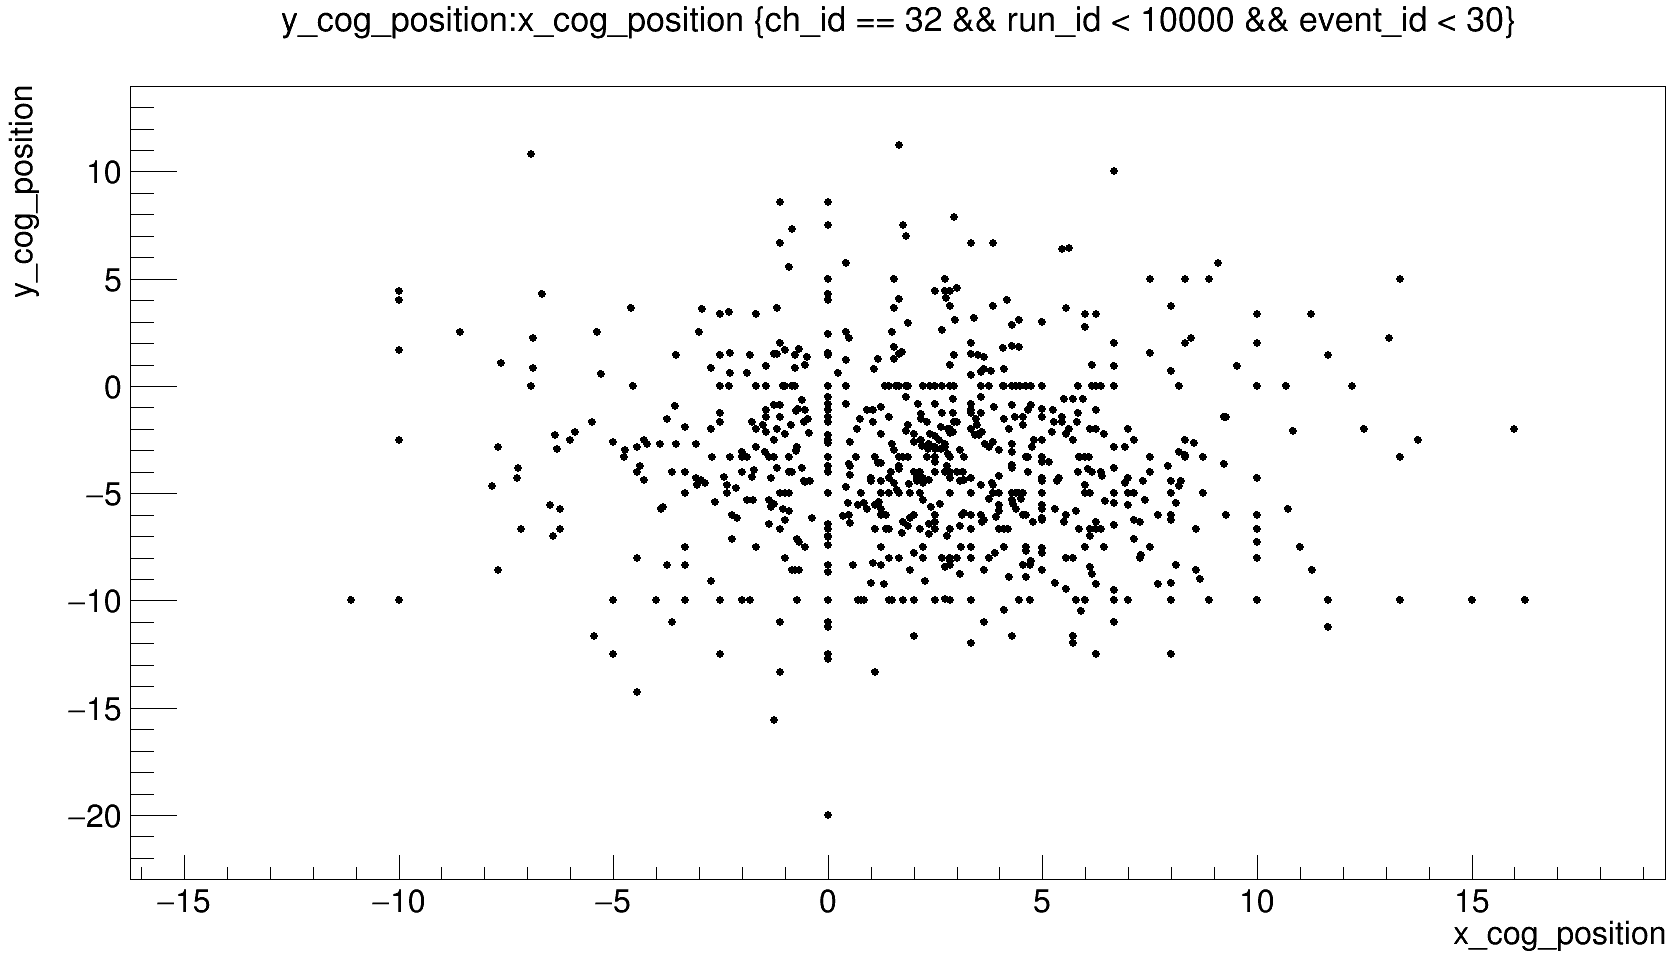 y_cog_position:x_cog_position {ch_id == 32 && run_id < 10000 && event_id < 30}
y_cog_position
10
5
0
−5
−10
−15
−20
−15 −10 −5 0 5 10 15
x_cog_position